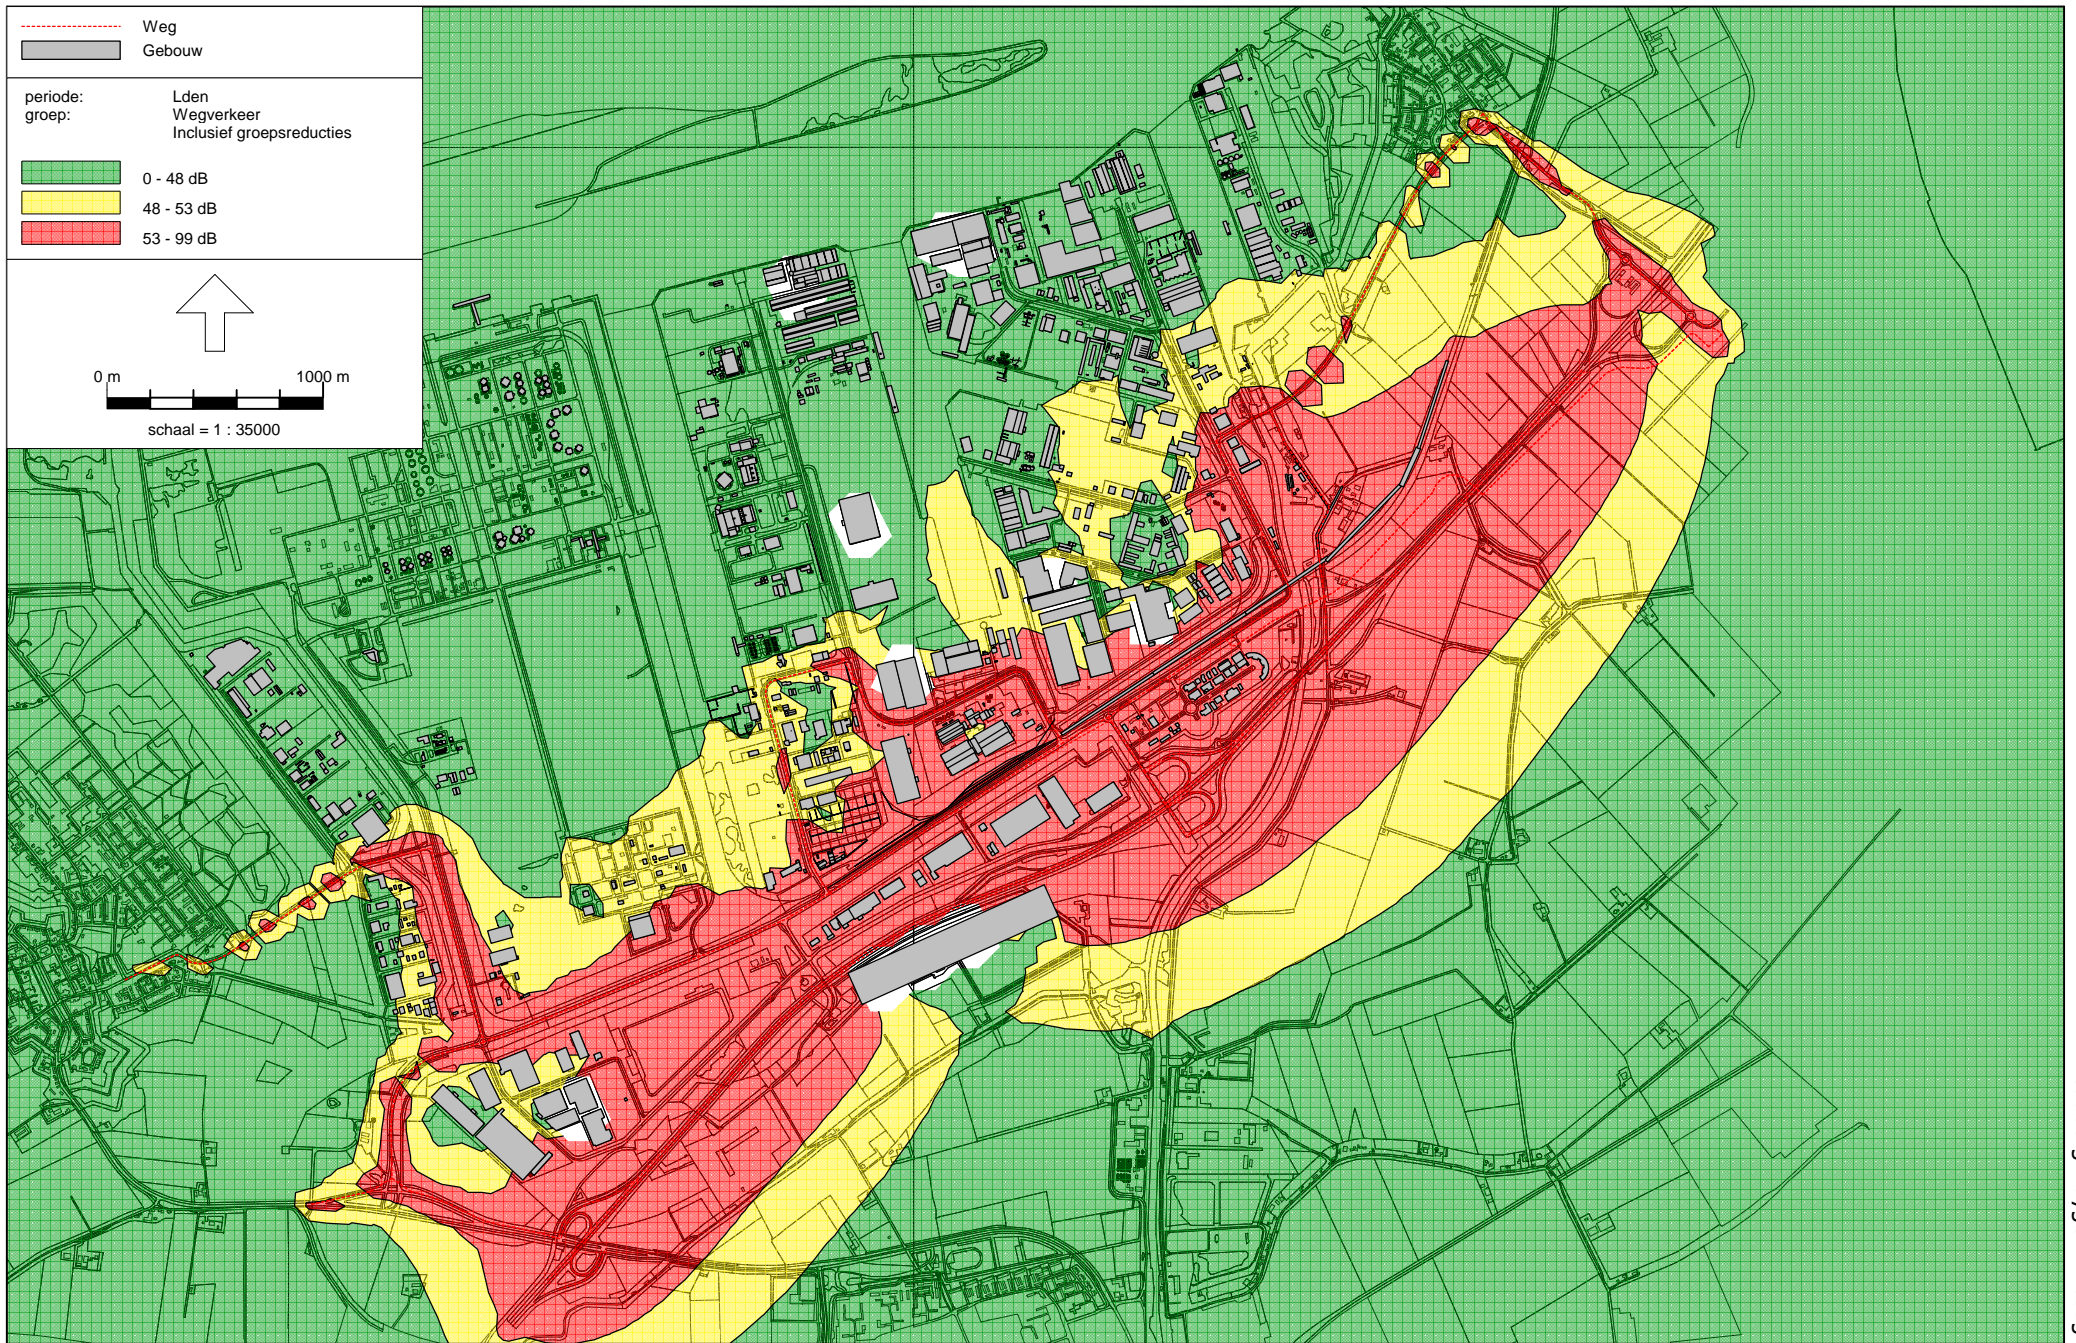 Weg
Gebouw
periode: Lden
groep: Wegverkeer
Inclusief groepsreducties
0 - 48 dB
48 - 53 dB
53 - 99 dB
0 m 1000 m
schaal = 1 : 35000